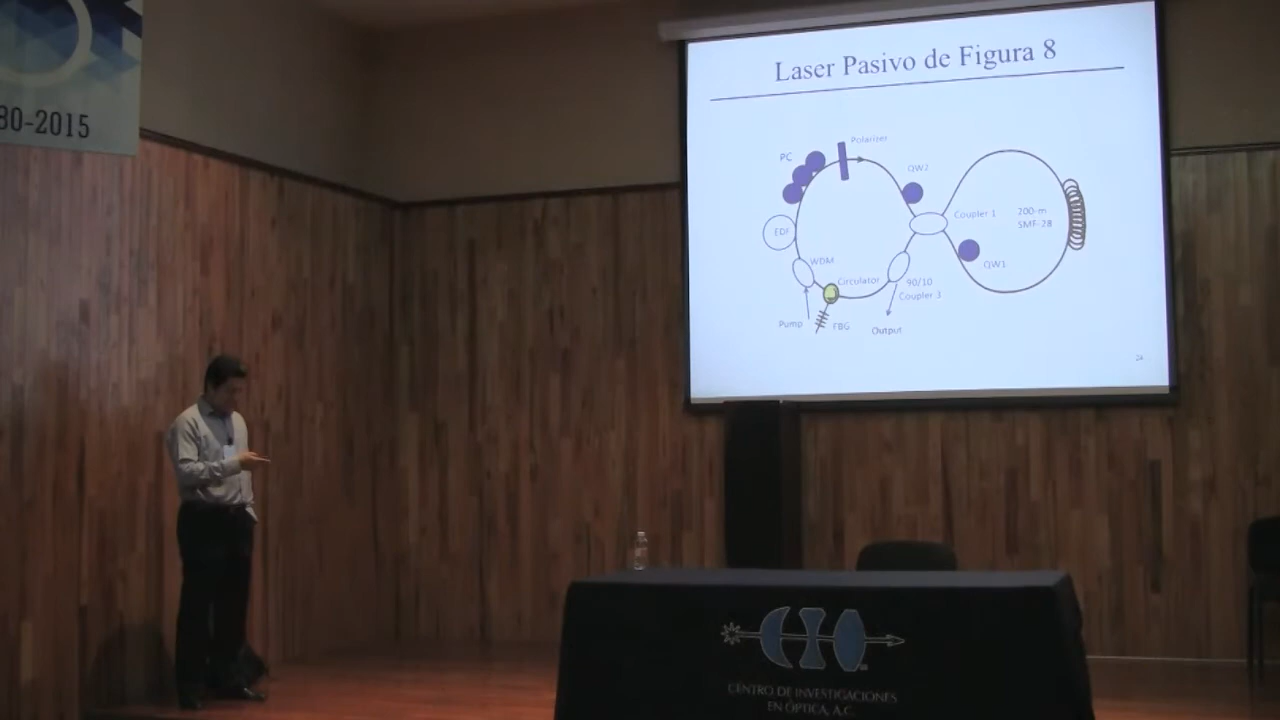 80-2015
Laser Pasivo de Figura 8
PC
Polarizer
QW2
EDF
Coupler 1
200-m
SMF-28
WDM
QW1
Circulator
90/10
Coupler 3
Pump
FBG
Output
24
CIO
CENTRO DE INVESTIGACIONES
EN ÓPTICA, A.C.